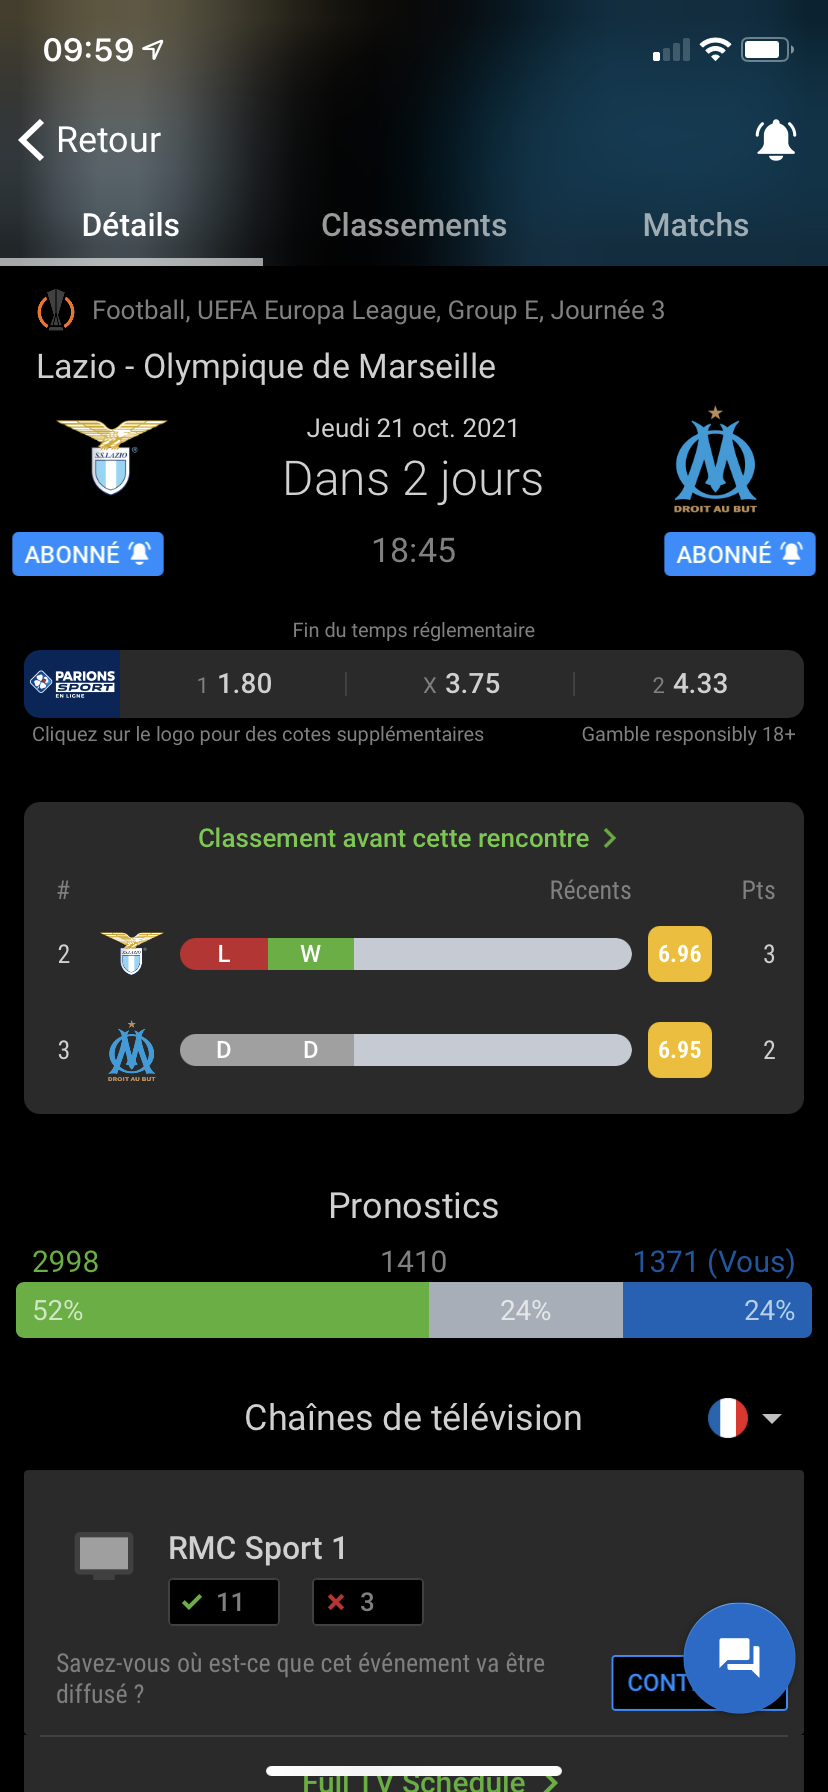 09:59
Retour
Détails Classements Matchs
Football, UEFA Europa League, Group E, Journée 3
Lazio - Olympique de Marseille
S.S.LAZIO
Jeudi 21 oct. 2021
Dans 2 jours
DROIT AU BUT
ABONNÉ 18:45 ABONNÉ
Fin du temps réglementaire
PARIONS SPORT EN LIGNE 1 1.80 X 3.75 2 4.33
Cliquez sur le logo pour des cotes supplémentaires Gamble responsibly 18+
Classement avant cette rencontre
# Récents Pts
2 S.S.LAZIO L W 6.96 3
3 DROIT AU BUT D D 6.95 2
Pronostics
2998 1410 1371 (Vous)
52% 24% 24%
Chaînes de télévision
RMC Sport 1
11 3
Savez-vous où est-ce que cet événement va être
diffusé ?
CONT
Full TV Schedule